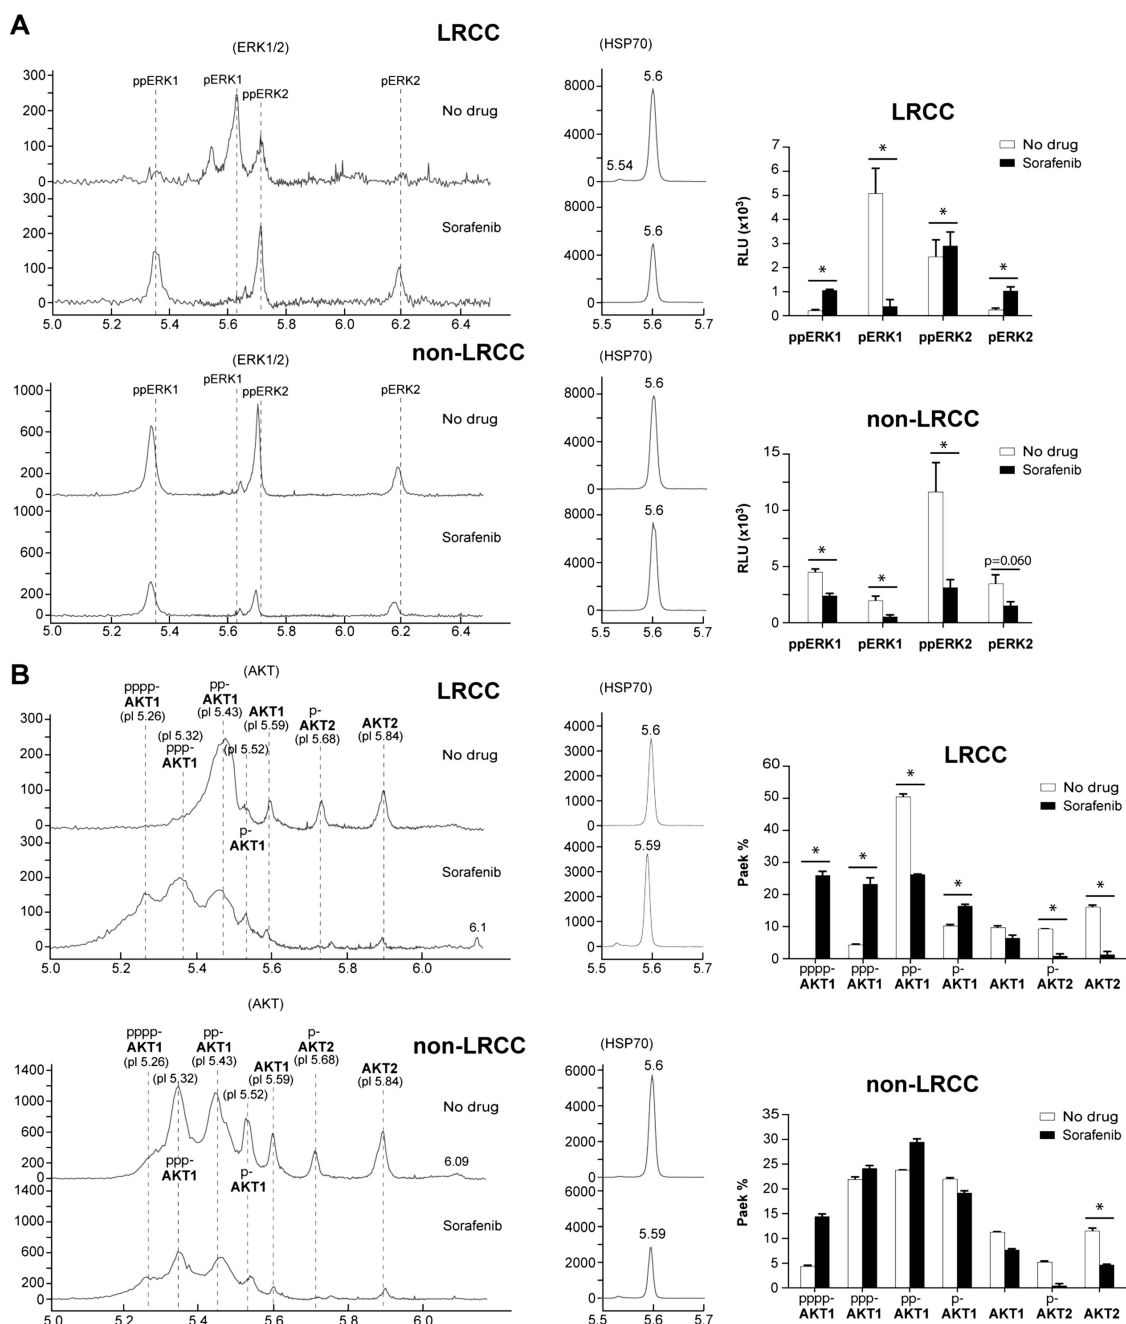 A
LRCC
(ERK1/2)
ppERK1
pERK1
ppERK2
pERK2
No drug
300
200
100
0
Sorafenib
300
200
100
0
5.0
5.2
5.4
5.6
5.8
6.0
6.2
6.4
(HSP70)
8000
4000
0
5.6
5.54
8000
4000
0
5.6
5.5
5.6
5.7
LRCC
No drug
Sorafenib
RLU (x10³)
7
6
5
4
3
2
1
0
*
*
*
*
ppERK1
pERK1
ppERK2
pERK2
non-LRCC
(ERK1/2)
ppERK1
pERK1
ppERK2
pERK2
No drug
1000
600
200
0
Sorafenib
1000
600
200
0
5.0
5.2
5.4
5.6
5.8
6.0
6.2
6.4
(HSP70)
8000
4000
0
5.6
8000
4000
0
5.6
5.5
5.6
5.7
non-LRCC
No drug
Sorafenib
RLU (x10³)
15
10
5
0
*
*
*
p=0.060
ppERK1
pERK1
ppERK2
pERK2
B
LRCC
(AKT)
pppp-
AKT1
(pI 5.26)
(pI 5.32)
ppp-
AKT1
pp-
AKT1
(pI 5.43)
(pI 5.52)
p-
AKT1
AKT1
(pI 5.59)
p-
AKT2
(pI 5.68)
AKT2
(pI 5.84)
No drug
300
200
100
0
Sorafenib
300
200
100
0
6.1
5.0
5.2
5.4
5.6
5.8
6.0
(HSP70)
4000
3000
2000
1000
0
5.6
4000
3000
2000
1000
0
5.59
5.5
5.6
5.7
LRCC
No drug
Sorafenib
Paek %
60
50
40
30
20
10
0
*
*
*
*
*
*
pppp-
AKT1
ppp-
AKT1
pp-
AKT1
p-
AKT1
AKT1
p-
AKT2
AKT2
non-LRCC
(AKT)
pppp-
AKT1
(pI 5.26)
(pI 5.32)
ppp-
AKT1
pp-
AKT1
(pI 5.43)
(pI 5.52)
p-
AKT1
AKT1
(pI 5.59)
p-
AKT2
(pI 5.68)
AKT2
(pI 5.84)
No drug
1400
1000
600
200
0
6.09
Sorafenib
1400
1000
600
200
0
5.0
5.2
5.4
5.6
5.8
6.0
(HSP70)
6000
4000
2000
0
5.6
6000
4000
2000
0
5.59
5.5
5.6
5.7
non-LRCC
No drug
Sorafenib
Paek %
35
30
25
20
15
10
5
0
*
pppp-
AKT1
ppp-
AKT1
pp-
AKT1
p-
AKT1
AKT1
p-
AKT2
AKT2